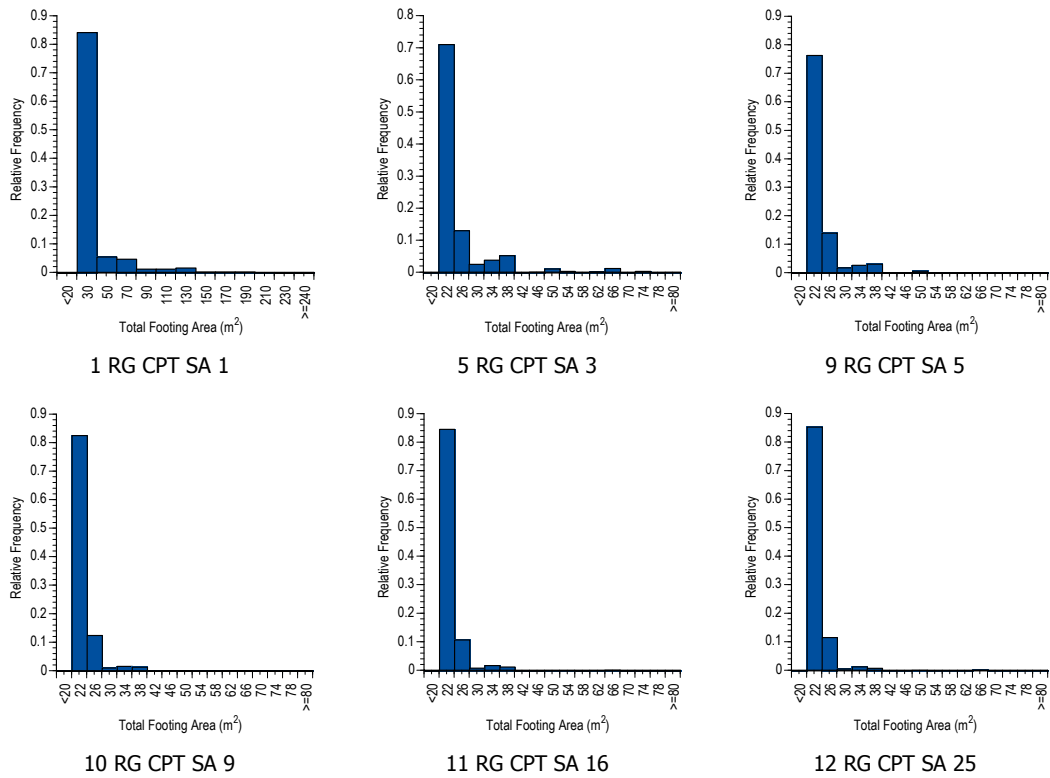 0.9
0.8
0.7
0.6
0.5
0.4
0.3
0.2
0.1
0
Relative Frequency
<20 30 50 70 90 110 130 150 170 190 210 230 >=240
Total Footing Area (m²)
1 RG CPT SA 1
0.8
0.7
0.6
0.5
0.4
0.3
0.2
0.1
0
Relative Frequency
<20 22 26 30 34 38 42 46 50 54 58 62 66 70 74 78 >=80
Total Footing Area (m²)
5 RG CPT SA 3
0.9
0.8
0.7
0.6
0.5
0.4
0.3
0.2
0.1
0
Relative Frequency
<20 22 26 30 34 38 42 46 50 54 58 62 66 70 74 78 >=80
Total Footing Area (m²)
9 RG CPT SA 5
0.9
0.8
0.7
0.6
0.5
0.4
0.3
0.2
0.1
0
Relative Frequency
<20 22 26 30 34 38 42 46 50 54 58 62 66 70 74 78 >=80
Total Footing Area (m²)
10 RG CPT SA 9
0.9
0.8
0.7
0.6
0.5
0.4
0.3
0.2
0.1
0
Relative Frequency
<20 22 26 30 34 38 42 46 50 54 58 62 66 70 74 78 >=80
Total Footing Area (m²)
11 RG CPT SA 16
0.9
0.8
0.7
0.6
0.5
0.4
0.3
0.2
0.1
0
Relative Frequency
<20 22 26 30 34 38 42 46 50 54 58 62 66 70 74 78 >=80
Total Footing Area (m²)
12 RG CPT SA 25